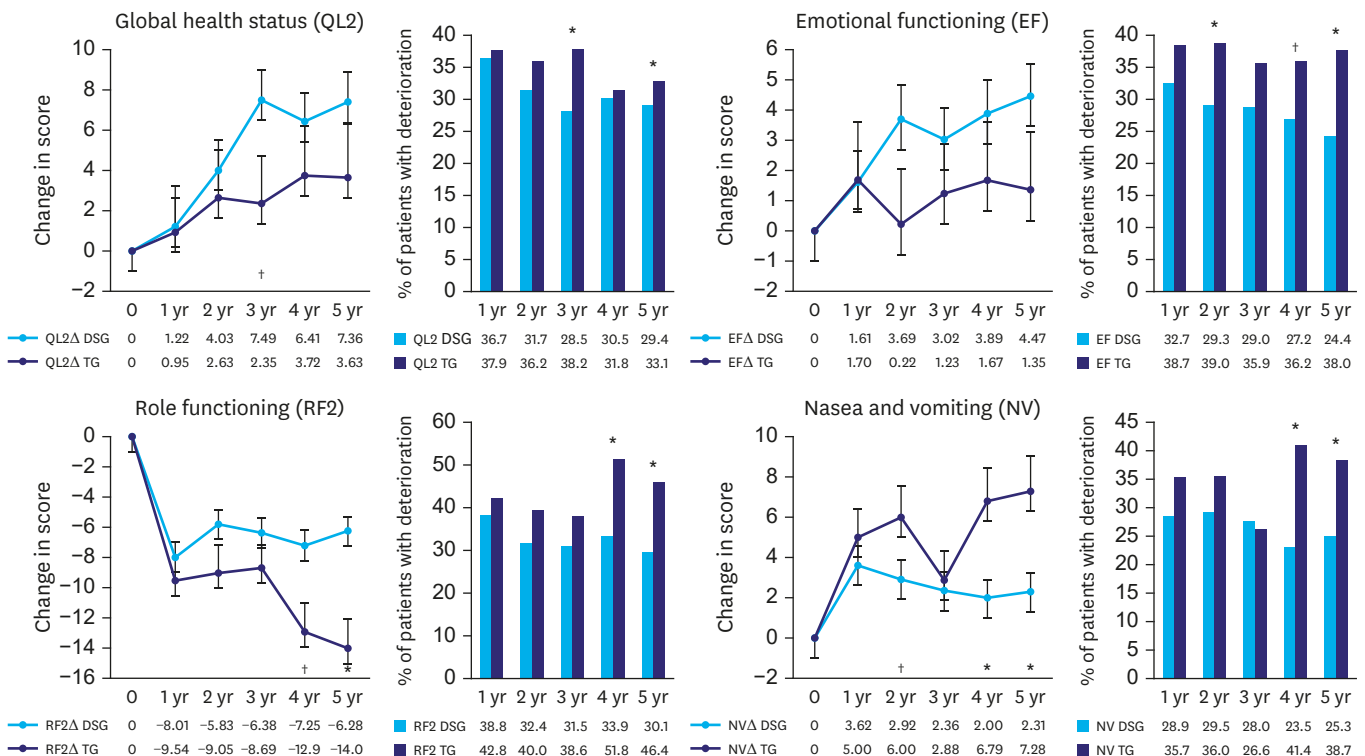 Global health status (QL2)
Change in score
10
8
6
4
2
0
−2
†
0 1 yr 2 yr 3 yr 4 yr 5 yr
QL2Δ DSG 0 1.22 4.03 7.49 6.41 7.36
QL2Δ TG 0 0.95 2.63 2.35 3.72 3.63
% of patients with deterioration
40
35
30
25
20
15
10
5
0
* *
1 yr 2 yr 3 yr 4 yr 5 yr
QL2 DSG 36.7 31.7 28.5 30.5 29.4
QL2 TG 37.9 36.2 38.2 31.8 33.1
Emotional functioning (EF)
Change in score
6
5
4
3
2
1
0
−1
−2
0 1 yr 2 yr 3 yr 4 yr 5 yr
EFΔ DSG 0 1.61 3.69 3.02 3.89 4.47
EFΔ TG 0 1.70 0.22 1.23 1.67 1.35
% of patients with deterioration
40
35
30
25
20
15
10
5
0
* † *
1 yr 2 yr 3 yr 4 yr 5 yr
EF DSG 32.7 29.3 29.0 27.2 24.4
EF TG 38.7 39.0 35.9 36.2 38.0
Role functioning (RF2)
Change in score
0
−2
−4
−6
−8
−10
−12
−14
−16
† *
0 1 yr 2 yr 3 yr 4 yr 5 yr
RF2Δ DSG 0 −8.01 −5.83 −6.38 −7.25 −6.28
RF2Δ TG 0 −9.54 −9.05 −8.69 −12.9 −14.0
% of patients with deterioration
60
50
40
30
20
10
0
* *
1 yr 2 yr 3 yr 4 yr 5 yr
RF2 DSG 38.8 32.4 31.5 33.9 30.1
RF2 TG 42.8 40.0 38.6 51.8 46.4
Nasea and vomiting (NV)
Change in score
10
8
6
4
2
0
−2
† * *
0 1 yr 2 yr 3 yr 4 yr 5 yr
NVΔ DSG 0 3.62 2.92 2.36 2.00 2.31
NVΔ TG 0 5.00 6.00 2.88 6.79 7.28
% of patients with deterioration
45
40
35
30
25
20
15
10
5
0
* *
1 yr 2 yr 3 yr 4 yr 5 yr
NV DSG 28.9 29.5 28.0 23.5 25.3
NV TG 35.7 36.0 26.6 41.4 38.7